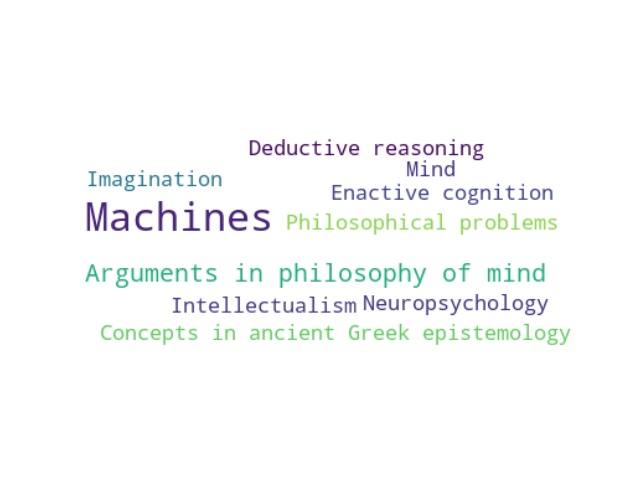 Deductive reasoning
Mind
Imagination
Enactive cognition
Machines
Philosophical problems
Arguments in philosophy of mind
Intellectualism
Neuropsychology
Concepts in ancient Greek epistemology